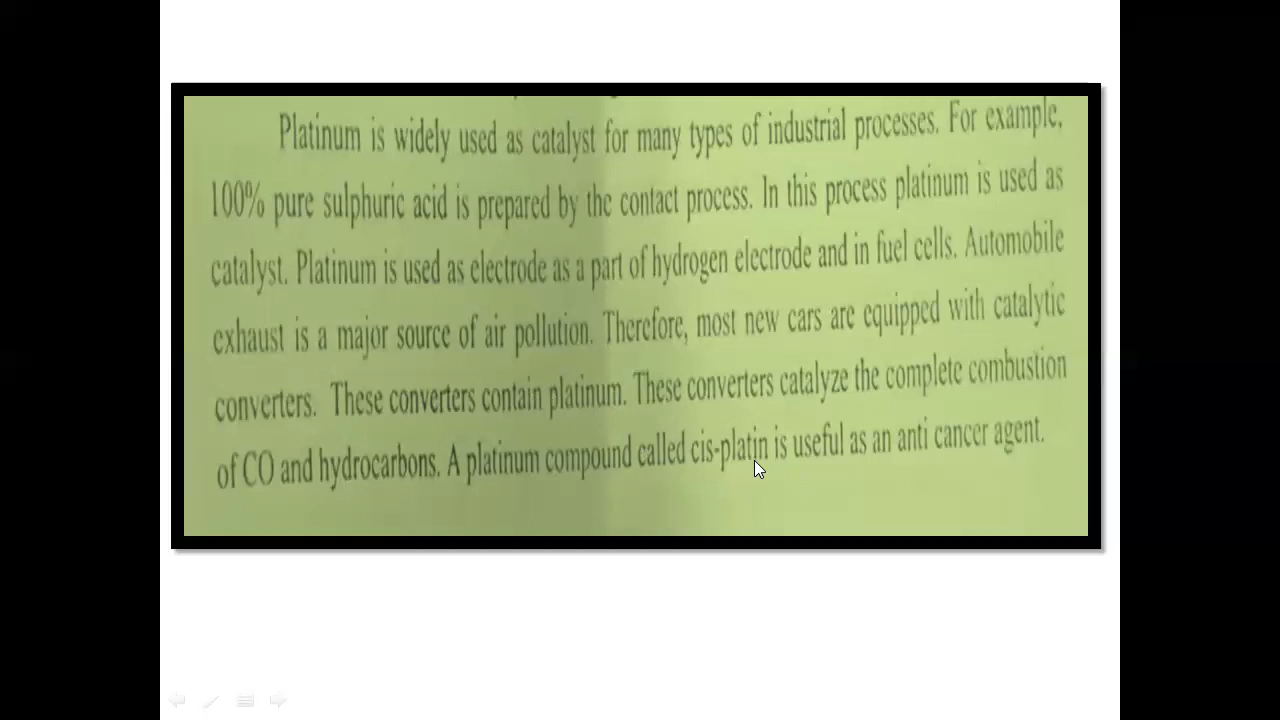 Platinum is widely used as catalyst for many types of industrial processes. For example,
100% pure sulphuric acid is prepared by the contact process. In this process platinum is used as
catalyst. Platinum is used as electrode as a part of hydrogen electrode and in fuel cells. Automobile
exhaust is a major source of air pollution. Therefore, most new cars are equipped with catalytic
converters. These converters contain platinum. These converters catalyze the complete combustion
of CO and hydrocarbons. A platinum compound called cis-platin is useful as an anti cancer agent.